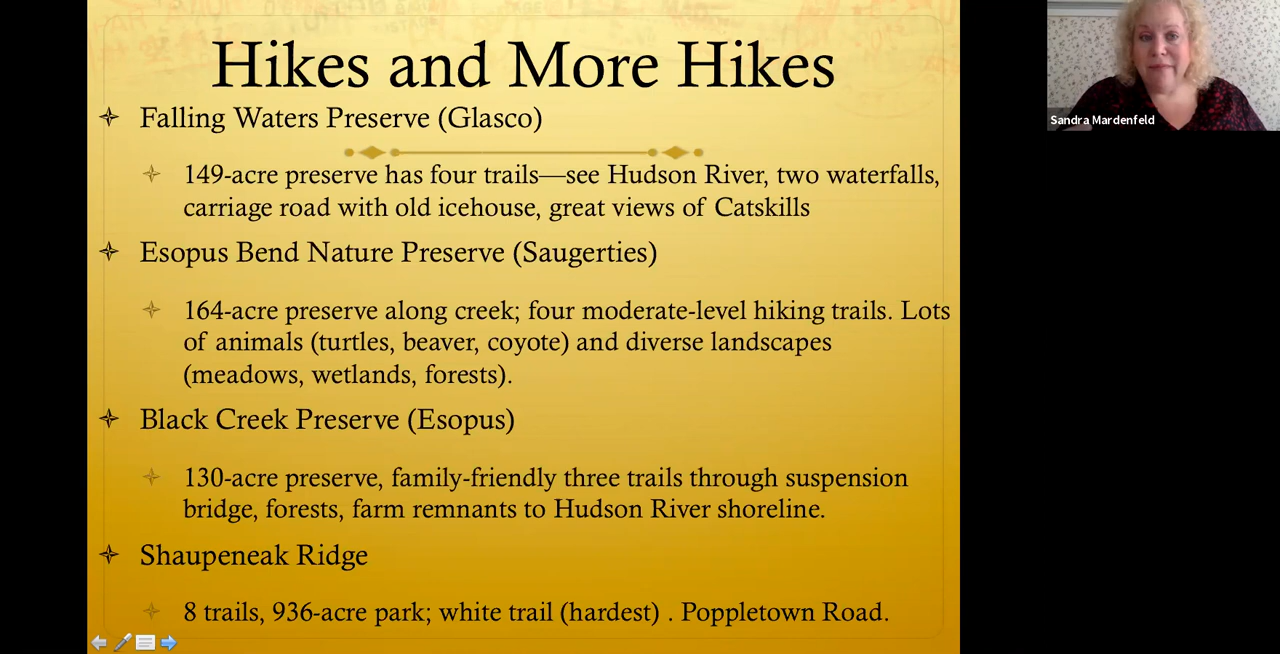 Hikes and More Hikes
Falling Waters Preserve (Glasco)
149-acre preserve has four trails—see Hudson River, two waterfalls,
carriage road with old icehouse, great views of Catskills
Esopus Bend Nature Preserve (Saugerties)
164-acre preserve along creek; four moderate-level hiking trails. Lots
of animals (turtles, beaver, coyote) and diverse landscapes
(meadows, wetlands, forests).
Black Creek Preserve (Esopus)
130-acre preserve, family-friendly three trails through suspension
bridge, forests, farm remnants to Hudson River shoreline.
Shaupeneak Ridge
8 trails, 936-acre park; white trail (hardest) . Poppletown Road.
Sandra Mardenfeld